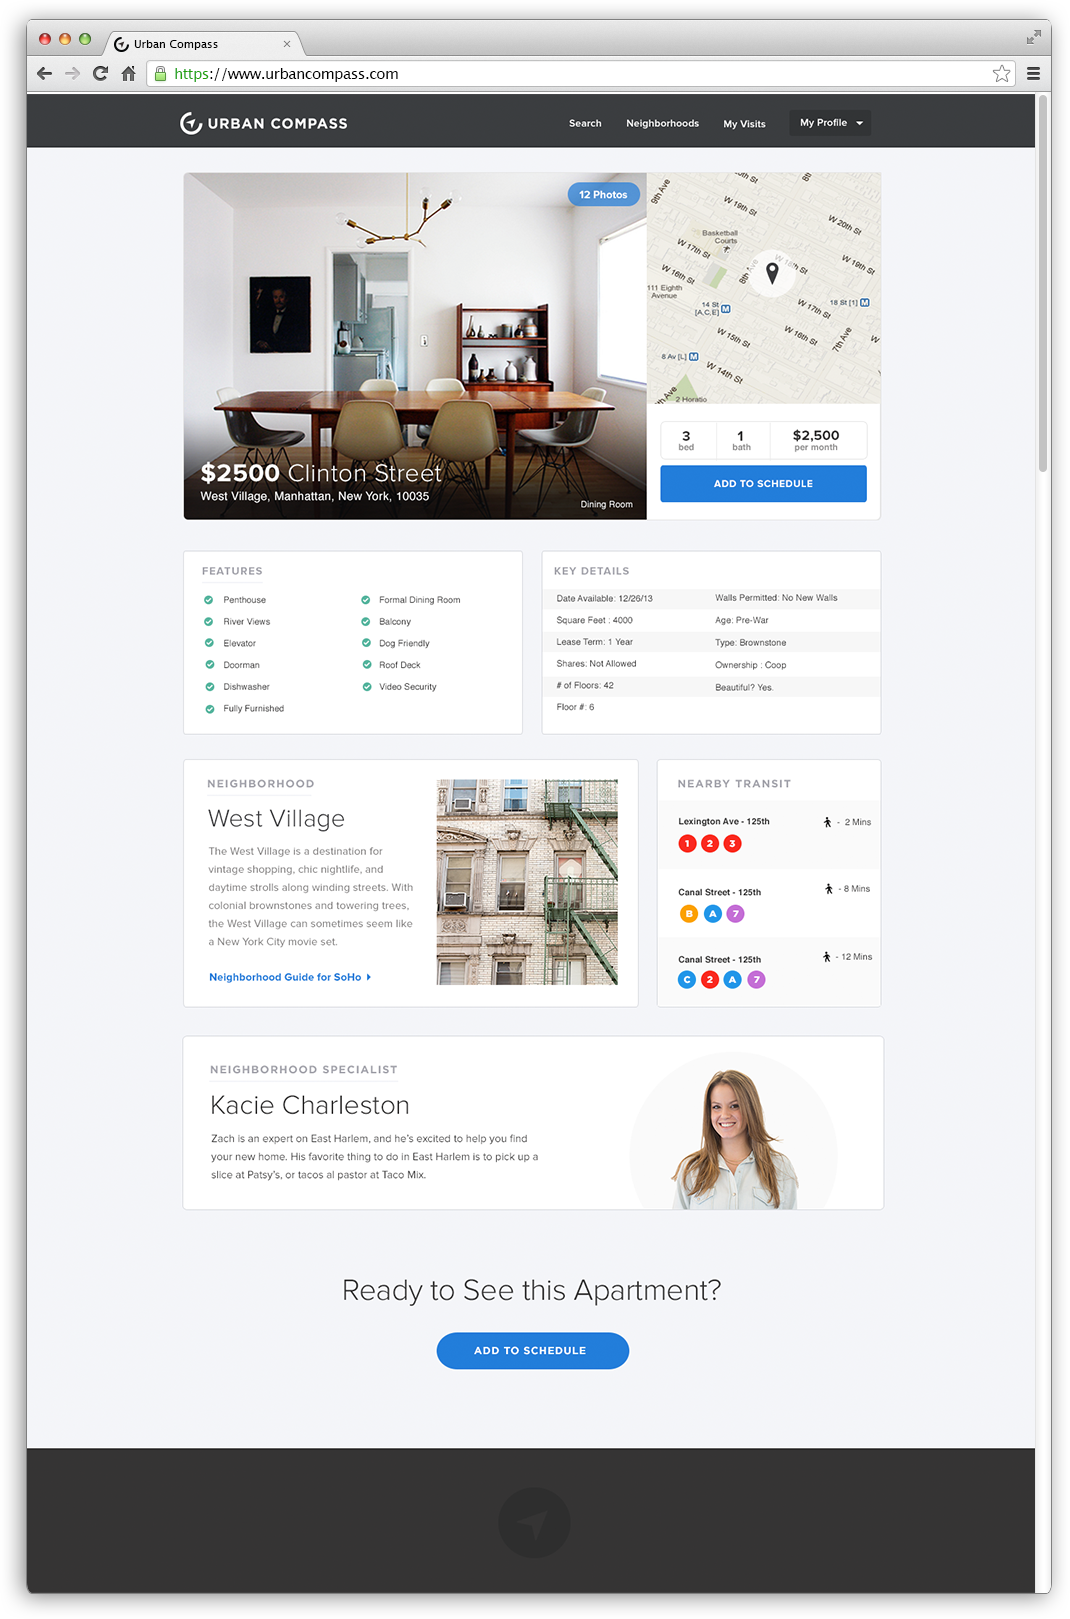 Urban Compass
https://www.urbancompass.com
URBAN COMPASS
Search
Neighborhoods
My Visits
My Profile
12 Photos
$2500 Clinton Street
West Village, Manhattan, New York, 10035
Dining Room
9th Ave
W 19th St
8th
W 20th St
Basketball
Courts
W 17th St
8th Ave
W 18th St
W 16th St
111 Eighth
Avenue
14 St
[A,C,E] M
W 17th St
18 St [1] M
W 15th St
W 16th St
7th Ave
8 Av [L] M
W 14th St
2 Horatio
3
bed
1
bath
$2,500
per month
ADD TO SCHEDULE
FEATURES
Penthouse
River Views
Elevator
Doorman
Dishwasher
Fully Furnished
Formal Dining Room
Balcony
Dog Friendly
Roof Deck
Video Security
KEY DETAILS
Date Available: 12/26/13
Square Feet : 4000
Lease Term: 1 Year
Shares: Not Allowed
# of Floors: 42
Floor #: 6
Walls Permitted: No New Walls
Age: Pre-War
Type: Brownstone
Ownership : Coop
Beautiful? Yes.
NEIGHBORHOOD
West Village
The West Village is a destination for
vintage shopping, chic nightlife, and
daytime strolls along winding streets. With
colonial brownstones and towering trees,
the West Village can sometimes seem like
a New York City movie set.
Neighborhood Guide for SoHo
NEARBY TRANSIT
Lexington Ave - 125th
- 2 Mins
1 2 3
Canal Street - 125th
- 8 Mins
B A 7
Canal Street - 125th
- 12 Mins
C 2 A 7
NEIGHBORHOOD SPECIALIST
Kacie Charleston
Zach is an expert on East Harlem, and he's excited to help you find
your new home. His favorite thing to do in East Harlem is to pick up a
slice at Patsy's, or tacos al pastor at Taco Mix.
Ready to See this Apartment?
ADD TO SCHEDULE